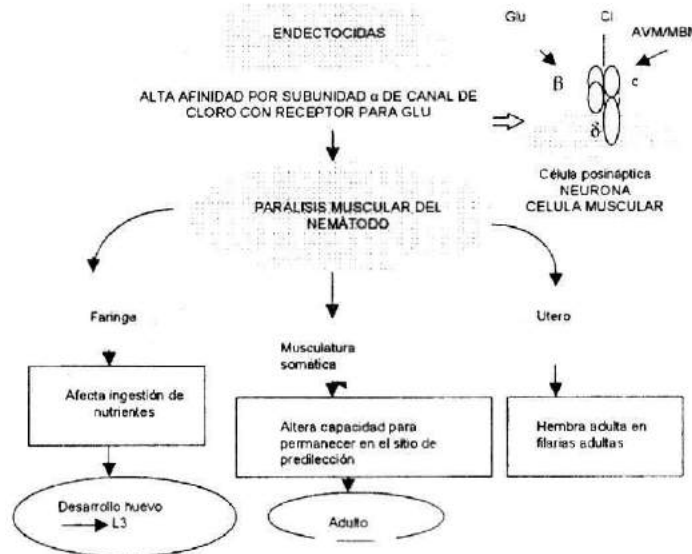 ENDECTOCIDAS
Glu
Cl
AVM/MBM
β
c
δ
ALTA AFINIDAD POR SUBUNIDAD α DE CANAL DE
CLORO CON RECEPTOR PARA GLU
Célula posináptica
NEURONA
CELULA MUSCULAR
PARÁLISIS MUSCULAR DEL
NEMÁTODO
Faringe
Musculatura
somática
Utero
Afecta ingestión de
nutrientes
Altera capacidad para
permanecer en el sitio de
predilección
Hembra adulta en
filarias adultas
Desarrollo huevo
L3
Adulto